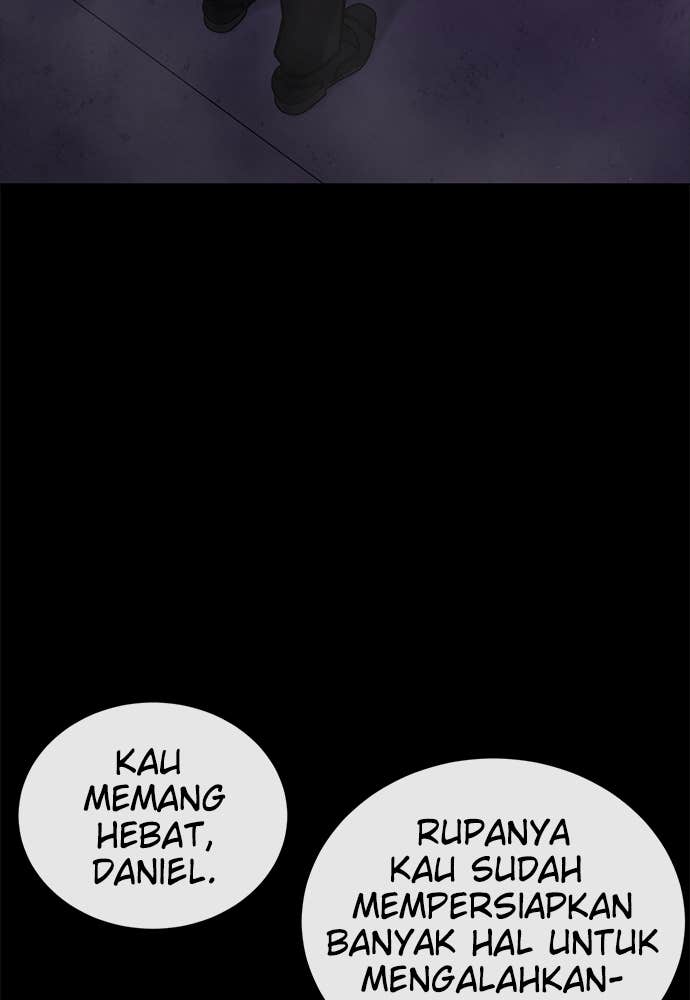 KAU
MEMANG
HEBAT,
DANIEL.
RUPANYA
KAU SUDAH
MEMPERSIAPKAN
BANYAK HAL UNTUK
MENGALAHKAN-